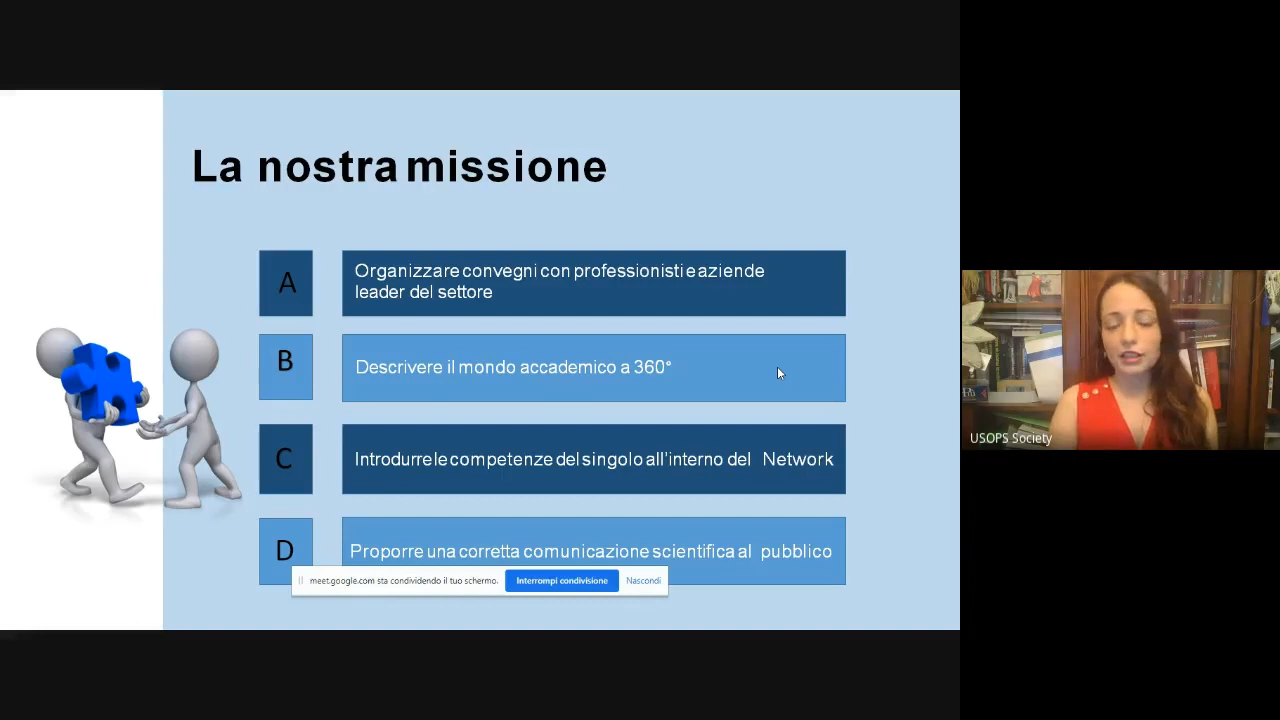 La nostra missione
A
Organizzare convegni con professionisti e aziende
leader del settore
B
Descrivere il mondo accademico a 360°
C
Introdurre le competenze del singolo all'interno del Network
D
Proporre una corretta comunicazione scientifica al pubblico
meet.google.com sta condividendo il tuo schermo.
Interrompi condivisione
Nascondi
USOPS Society